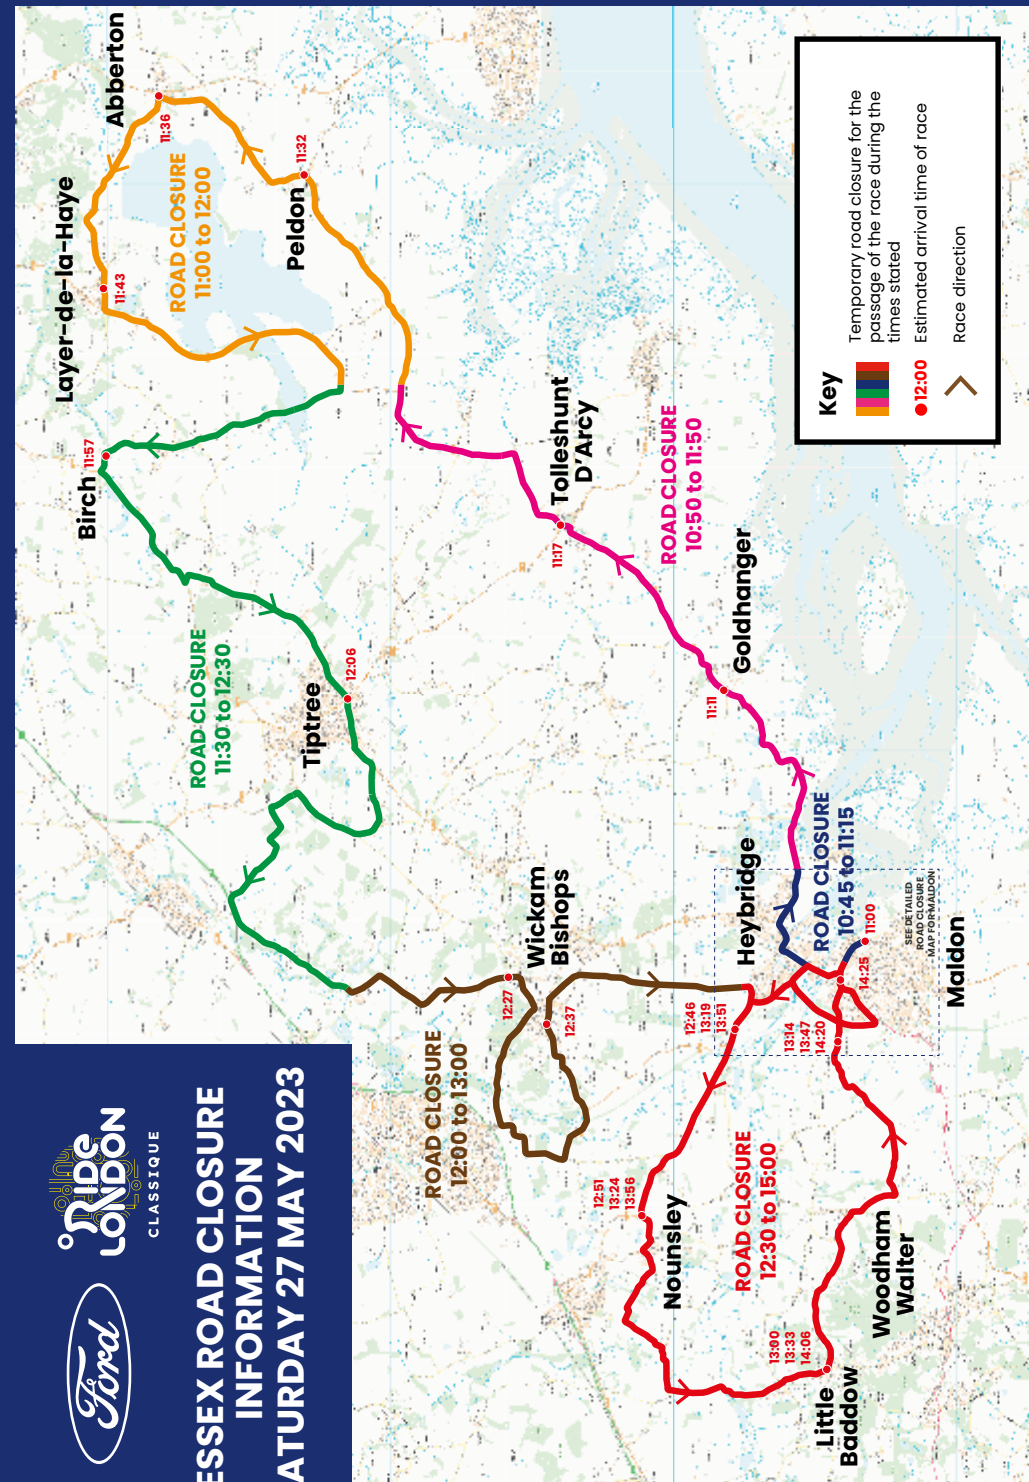 Ford
RIDE
LONDON
CLASSIQUE
ESSEX ROAD CLOSURE
INFORMATION
ATURDAY 27 MAY 2023
Layer-de-la-Haye
Abberton
11:43
11:36
ROAD CLOSURE
11:00 to 12:00
Peldon
11:32
Birch
11:57
ROAD CLOSURE
11:30 to 12:30
Tiptree
12:06
ROAD CLOSURE
12:00 to 13:00
12:27
Wickam
Bishops
12:37
11:17
Tolleshunt
D’Arcy
ROAD CLOSURE
10:50 to 11:50
11:11
Goldhanger
12:51
13:24
13:56
Nounsley
12:46
13:19
13:51
Heybridge
ROAD CLOSURE
12:30 to 15:00
13:00
13:33
14:06
Little
Baddow
Woodham
Walter
13:14
13:47
14:20
ROAD CLOSURE
10:45 to 11:15
14:25
11:00
SEE DETAILED
ROAD CLOSURE
MAP FOR MALDON
Maldon
Key
Temporary road closure for the
passage of the race during the
times stated
12:00
Estimated arrival time of race
Race direction